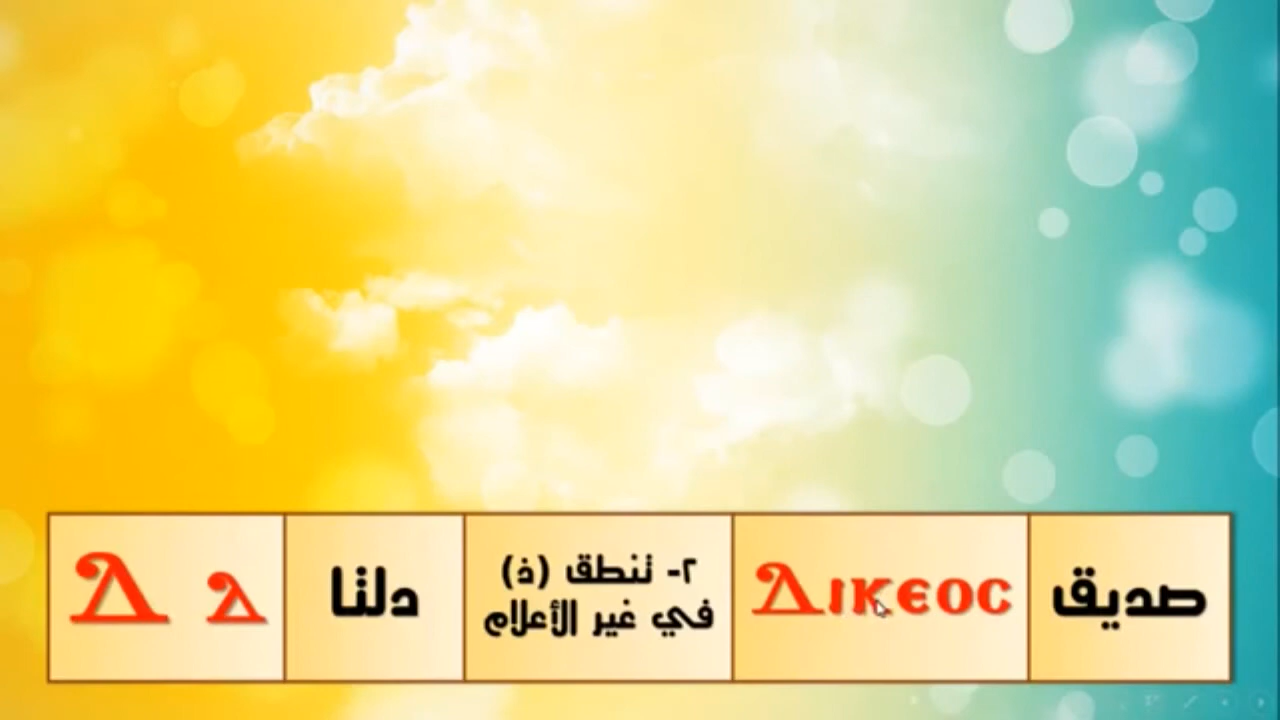 Ⲇ ⲇ
دلتا
٢- تنطق (ذ)
في غير الأعلام
Ⲇⲓⲕⲉⲟⲥ
صديق